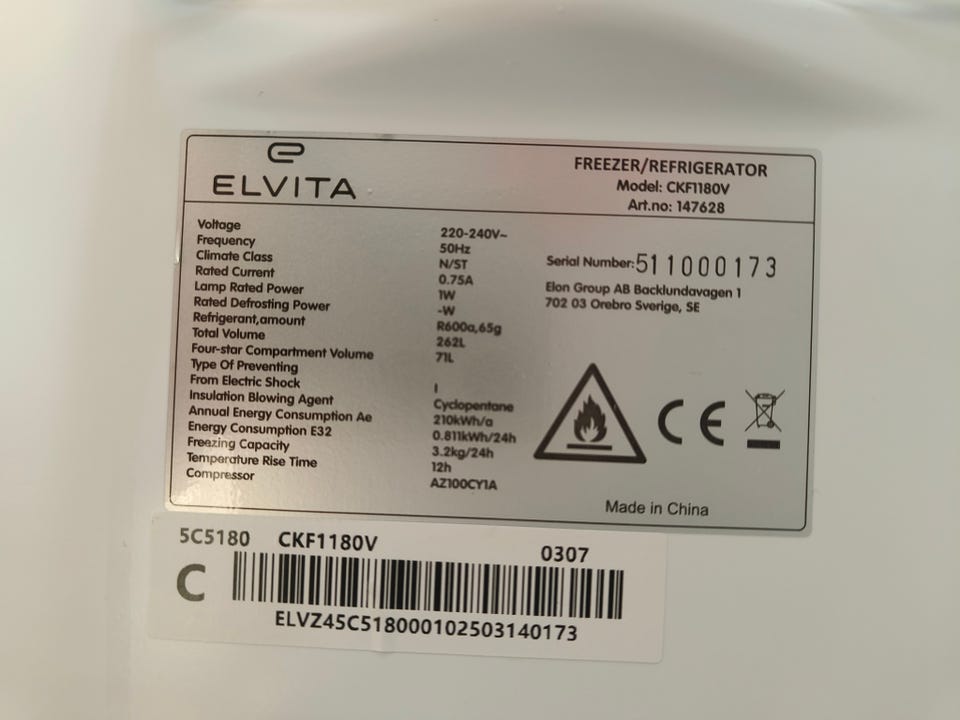 ELVITA
FREEZER/REFRIGERATOR
Model: CKF1180V
Art.no: 147628
Voltage 220-240V~
Frequency 50Hz
Climate Class N/ST
Rated Current 0.75A
Lamp Rated Power 1W
Rated Defrosting Power -W
Refrigerant,amount R600a,65g
Total Volume 262L
Four-star Compartment Volume 71L
Type Of Preventing
From Electric Shock I
Insulation Blowing Agent Cyclopentane
Annual Energy Consumption Ae 210kWh/a
Energy Consumption E32 0.811kWh/24h
Freezing Capacity 3.2kg/24h
Temperature Rise Time 12h
Compressor AZ100CY1A
Serial Number:511000173
Elon Group AB Backlundavagen 1
702 03 Orebro Sverige, SE
CE
Made in China
5C5180 CKF1180V 0307
C
ELVZ45C518000102503140173